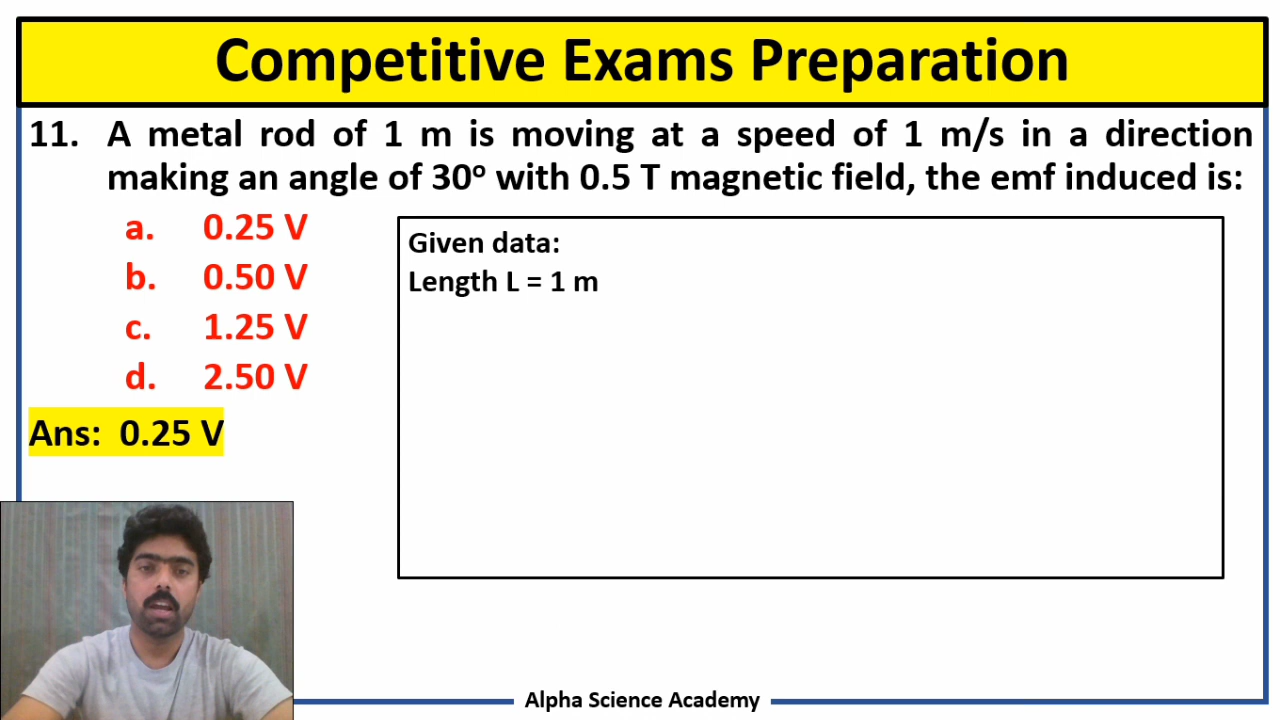 Competitive Exams Preparation
11. A metal rod of 1 m is moving at a speed of 1 m/s in a direction
making an angle of 30º with 0.5 T magnetic field, the emf induced is:
a. 0.25 V
b. 0.50 V
c. 1.25 V
d. 2.50 V
Ans: 0.25 V
Given data:
Length L = 1 m
Alpha Science Academy